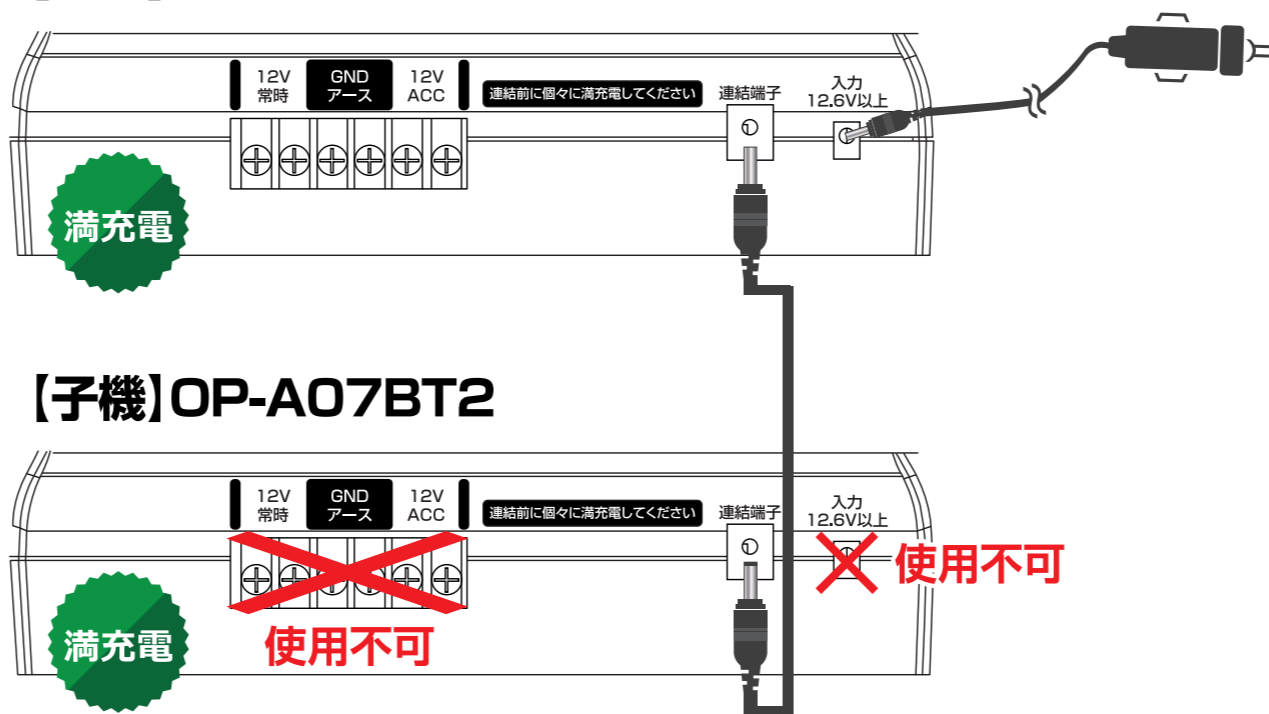 12V
常時
GND
アース
12V
ACC
連結前に個々に満充電してください
連結端子
入力
12.6V以上
満充電
【子機】OP-A07BT2
12V
常時
GND
アース
12V
ACC
連結前に個々に満充電してください
連結端子
入力
12.6V以上
使用不可
使用不可
満充電